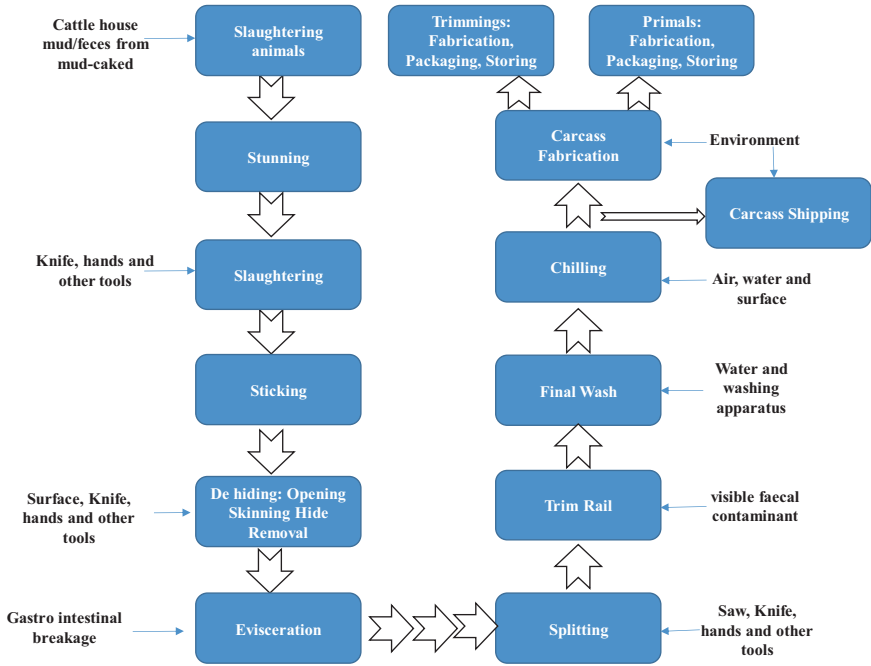 Cattle house
mud/feces from
mud-caked
Slaughtering
animals
Stunning
Knife, hands and
other tools
Slaughtering
Sticking
Surface, Knife,
hands and other
tools
De hiding: Opening
Skinning Hide
Removal
Gastro intestinal
breakage
Evisceration
Splitting
Saw, Knife,
hands and other
tools
Trim Rail
visible faecal
contaminant
Final Wash
Water and
washing
apparatus
Chilling
Air, water and
surface
Carcass Shipping
Carcass
Fabrication
Environment
Trimmings:
Fabrication,
Packaging, Storing
Primals:
Fabrication,
Packaging, Storing